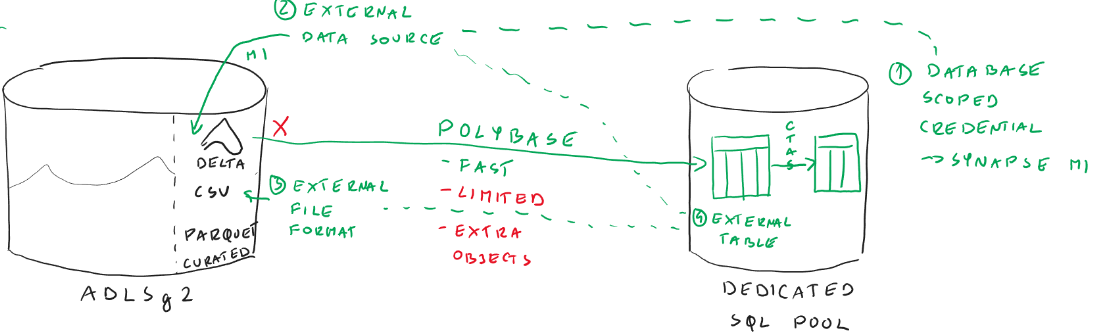 ② EXTERNAL
DATA SOURCE
MI
① DATABASE
SCOPED
CREDENTIAL
→ SYNAPSE MI
X
POLYBASE
- FAST
- LIMITED
- EXTRA
OBJECTS
CTAS
DELTA
CSV
PARQUET
CURATED
③ EXTERNAL
FILE
FORMAT
④ EXTERNAL
TABLE
ADLSg2
DEDICATED
SQL POOL